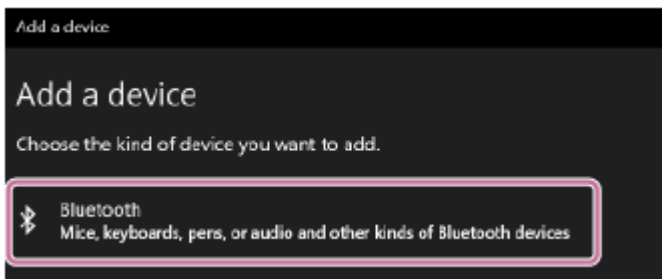 Add a device
Add a device
Choose the kind of device you want to add.
Bluetooth
Mice, keyboards, pens, or audio and other kinds of Bluetooth devices